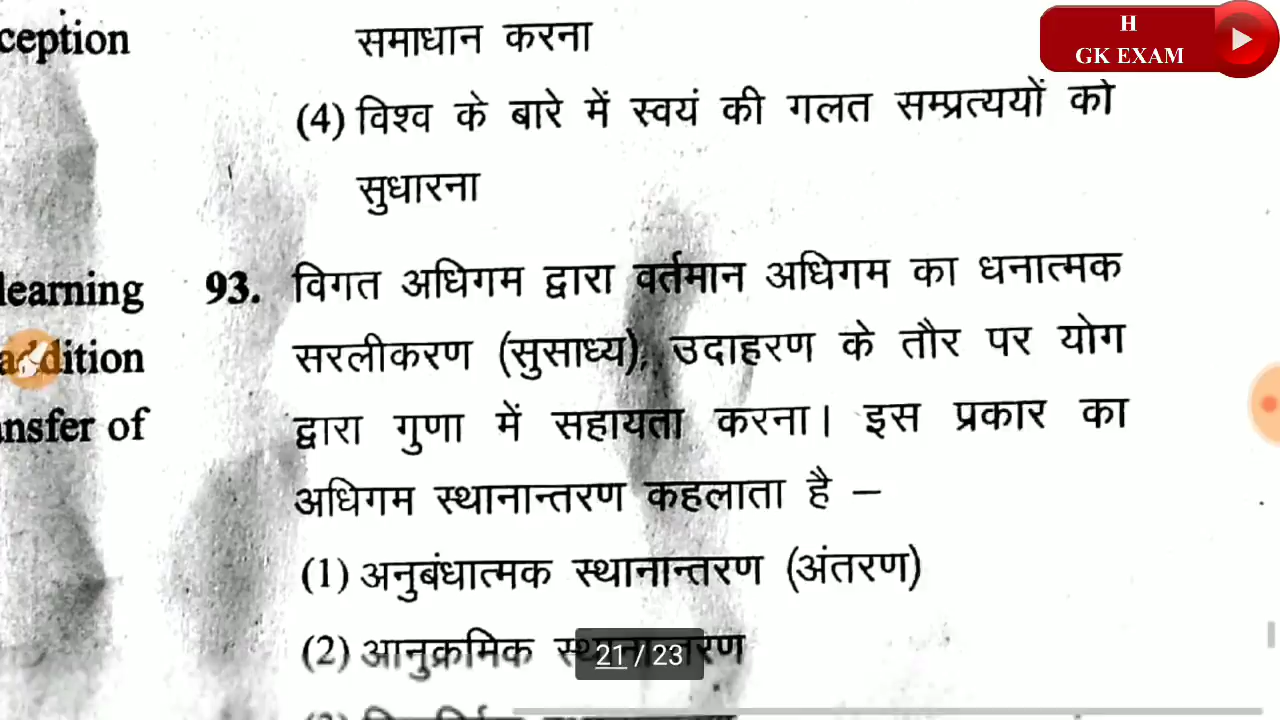 H
GK EXAM
ception
समाधान करना
(4) विश्व के बारे में स्वयं की गलत सम्प्रत्ययों को
सुधारना
learning
addition
ansfer of
93. विगत अधिगम द्वारा वर्तमान अधिगम का धनात्मक
सरलीकरण (सुसाध्य), उदाहरण के तौर पर योग
द्वारा गुणा में सहायता करना। इस प्रकार का
अधिगम स्थानान्तरण कहलाता है –
(1) अनुबंधात्मक स्थानान्तरण (अंतरण)
(2) आनुक्रमिक स्थानान्तरण
21 / 23